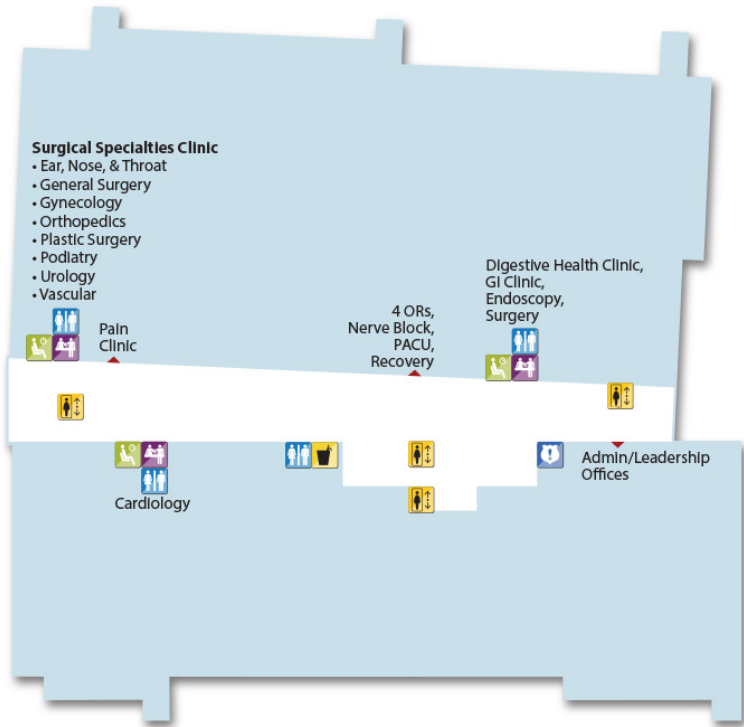 Surgical Specialties Clinic
• Ear, Nose, & Throat
• General Surgery
• Gynecology
• Orthopedics
• Plastic Surgery
• Podiatry
• Urology
• Vascular
Pain
Clinic
4 ORs,
Nerve Block,
PACU,
Recovery
Digestive Health Clinic,
GI Clinic,
Endoscopy,
Surgery
Cardiology
Admin/Leadership
Offices